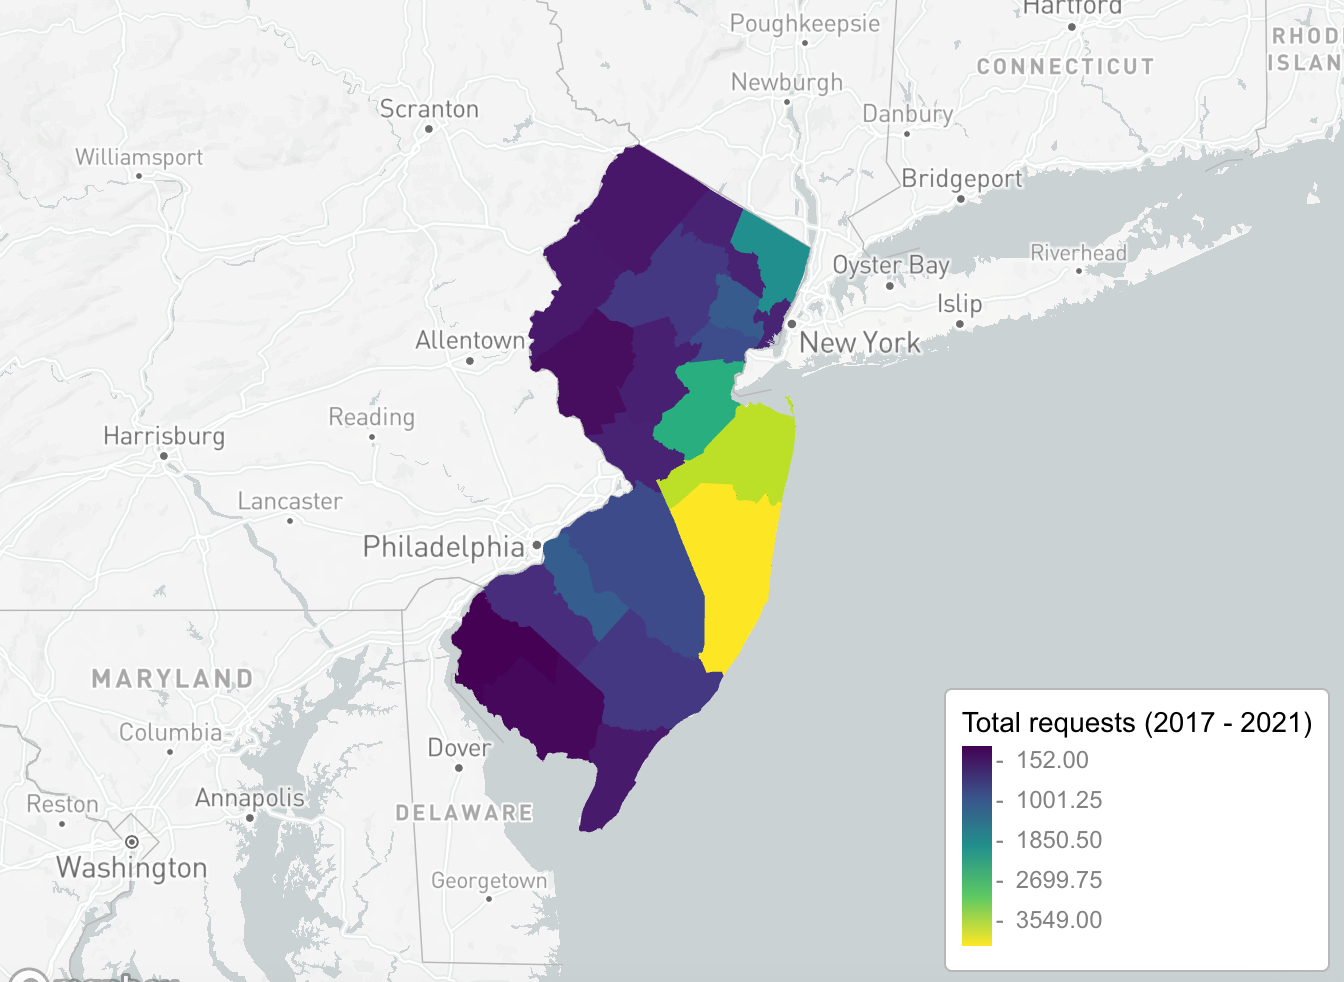 Hartford
Poughkeepsie
RHOD
ISLAN
CONNECTICUT
Newburgh
Scranton
Danbury
Williamsport
Bridgeport
Riverhead
Oyster Bay
Islip
Allentown
New York
Reading
Harrisburg
Lancaster
Philadelphia
MARYLAND
Columbia
Dover
Reston
Annapolis
DELAWARE
Washington
Georgetown
Total requests (2017 - 2021)
- 152.00
- 1001.25
- 1850.50
- 2699.75
- 3549.00
mapbox